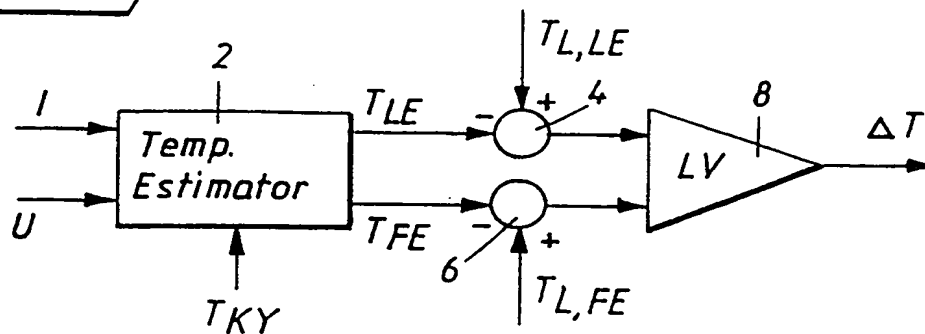 T_L,LE
2
I
T_LE
-
+
4
8
Temp.
Estimator
LV
ΔT
U
T_FE
-
+
6
T_KY
T_L,FE